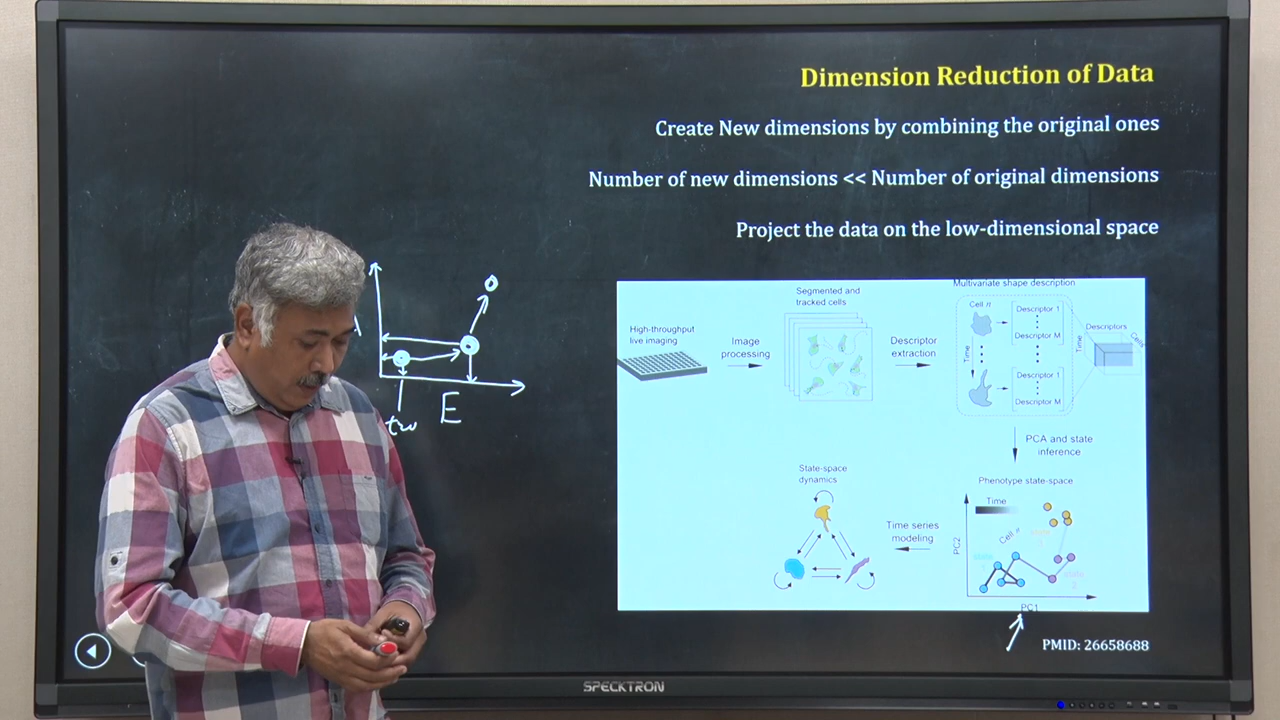 Dimension Reduction of Data
Create New dimensions by combining the original ones
Number of new dimensions << Number of original dimensions
Project the data on the low-dimensional space
E
High-throughput
live imaging
Image
processing
Segmented and
tracked cells
Descriptor
extraction
Multivariate shape description
Cell n
Descriptor 1
Descriptor M
Time
Descriptor 1
Descriptor M
Descriptors
Time
Cells
PCA and state
inference
Phenotype state-space
Time
Cell n
PC2
PC1
Time series
modeling
State-space
dynamics
PMID: 26658688
SPECKTRON